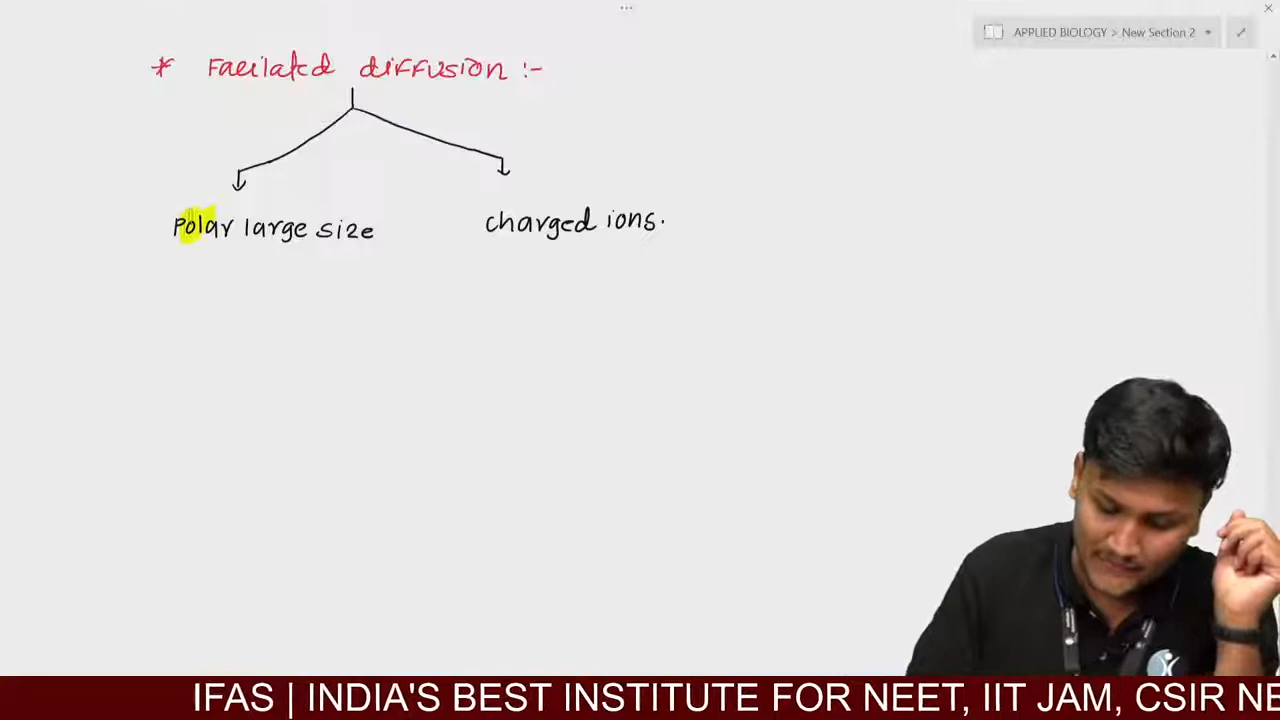 APPLIED BIOLOGY > New Section 2
* Facilated diffusion :-
Polar large size
charged ions.
IFAS | INDIA'S BEST INSTITUTE FOR NEET, IIT JAM, CSIR NE